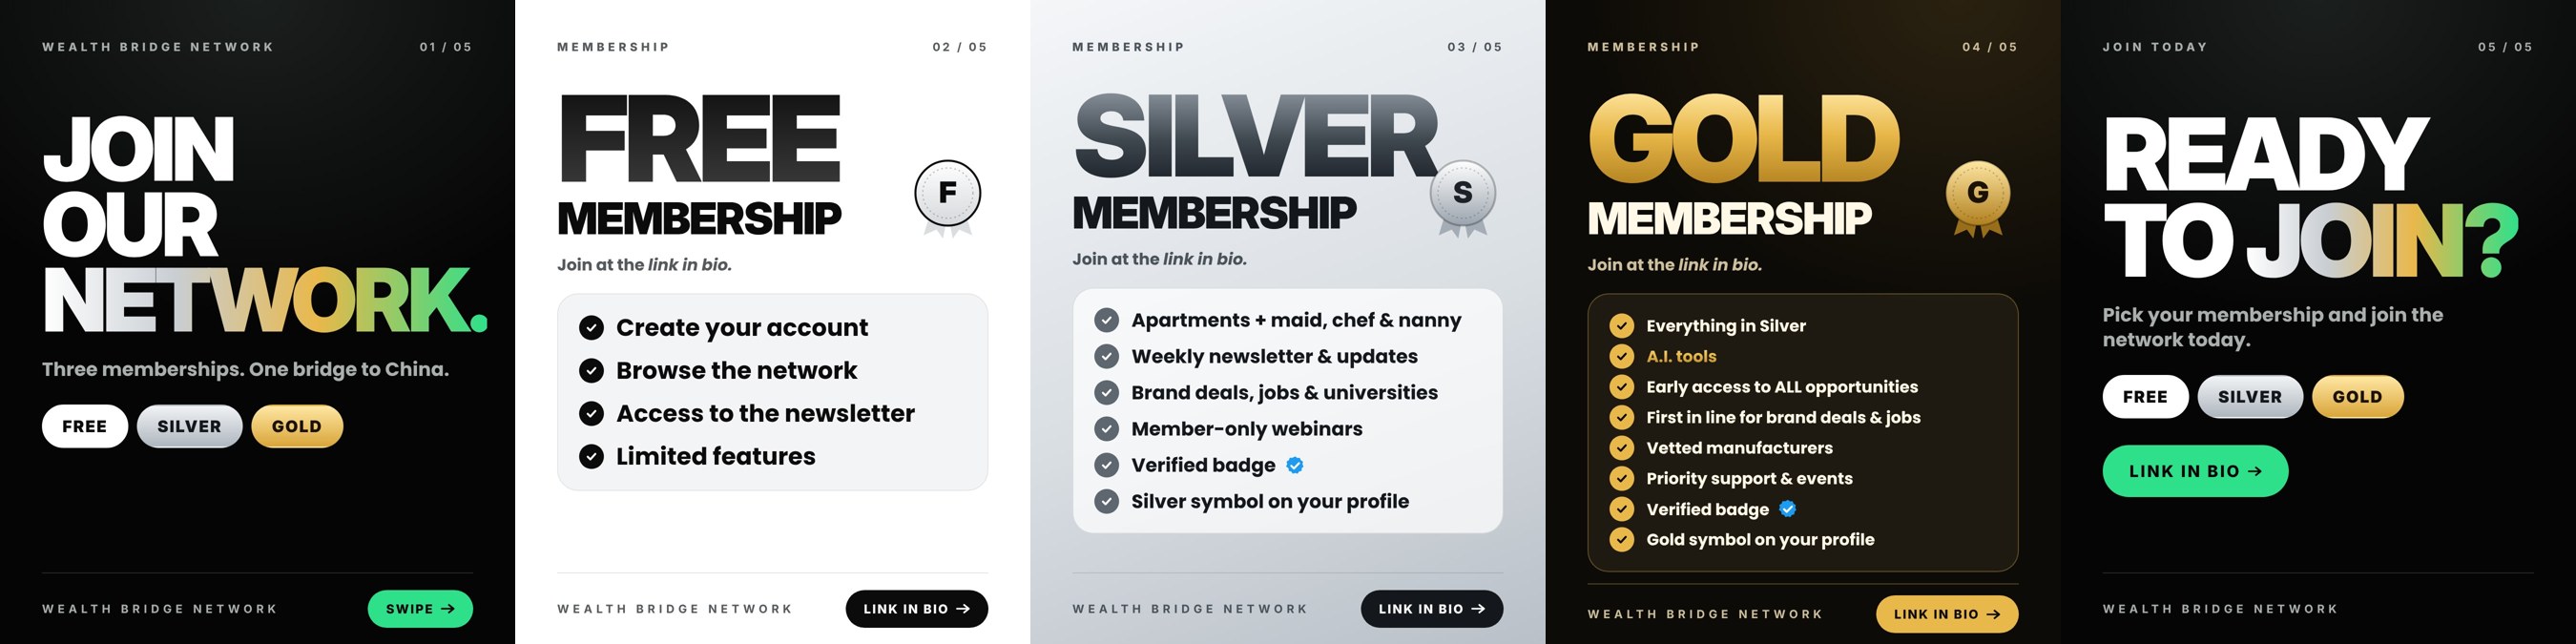 WEALTH BRIDGE NETWORK
01 / 05
JOIN
OUR
NETWORK.
Three memberships. One bridge to China.
FREE
SILVER
GOLD
WEALTH BRIDGE NETWORK
SWIPE →
MEMBERSHIP
02 / 05
FREE
MEMBERSHIP
F
Join at the link in bio.
Create your account
Browse the network
Access to the newsletter
Limited features
WEALTH BRIDGE NETWORK
LINK IN BIO →
MEMBERSHIP
03 / 05
SILVER
MEMBERSHIP
S
Join at the link in bio.
Apartments + maid, chef & nanny
Weekly newsletter & updates
Brand deals, jobs & universities
Member-only webinars
Verified badge
Silver symbol on your profile
WEALTH BRIDGE NETWORK
LINK IN BIO →
MEMBERSHIP
04 / 05
GOLD
MEMBERSHIP
G
Join at the link in bio.
Everything in Silver
A.I. tools
Early access to ALL opportunities
First in line for brand deals & jobs
Vetted manufacturers
Priority support & events
Verified badge
Gold symbol on your profile
WEALTH BRIDGE NETWORK
LINK IN BIO →
JOIN TODAY
05 / 05
READY
TO JOIN?
Pick your membership and join the
network today.
FREE
SILVER
GOLD
LINK IN BIO →
WEALTH BRIDGE NETWORK